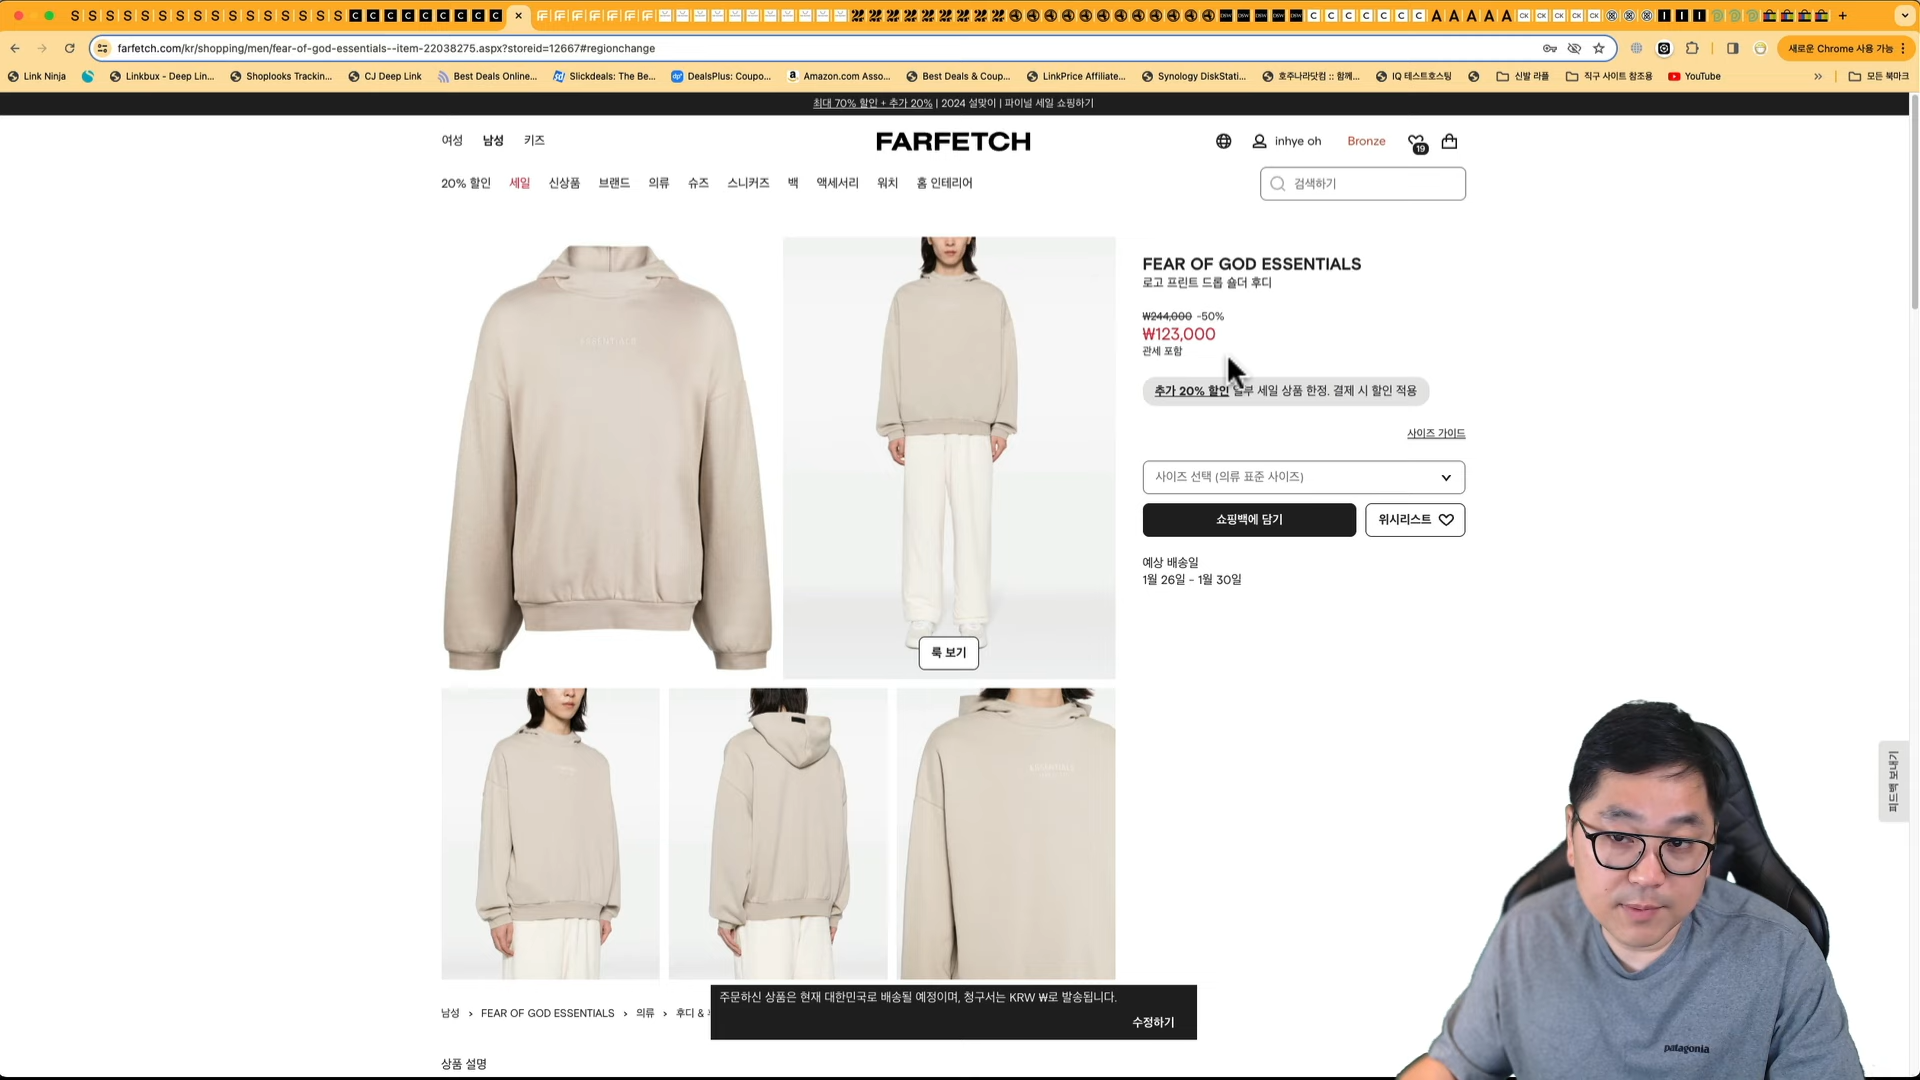 farfetch.com/kr/shopping/men/fear-of-god-essentials--item-22038275.aspx?storeid=12667#regionchange
새로운 Chrome 사용 가능
Link Ninja
Linkbux - Deep Lin...
Shoplooks Trackin...
CJ Deep Link
Best Deals Online...
Slickdeals: The Be...
DealsPlus: Coupo...
Amazon.com Asso...
Best Deals & Coup...
LinkPrice Affiliate...
Synology DiskStati...
호주나라닷컴 :: 함께...
IQ 테스트호스팅
신발 라플
직구 사이트 참조용
YouTube
모든 북마크
최대 70% 할인 + 추가 20% | 2024 설맞이 | 파이널 세일 쇼핑하기
여성 남성 키즈
FARFETCH
inhye oh
Bronze
19
20% 할인 세일 신상품 브랜드 의류 슈즈 스니커즈 백 액세서리 워치 홈 인테리어
검색하기
FEAR OF GOD ESSENTIALS
로고 프린트 드롭 숄더 후디
₩244,000 -50%
₩123,000
관세 포함
추가 20% 할인 일부 세일 상품 한정. 결제 시 할인 적용
사이즈 가이드
사이즈 선택 (의류 표준 사이즈)
쇼핑백에 담기
위시리스트
예상 배송일
1월 26일 - 1월 30일
ESSENTIALS
룩 보기
ESSENTIALS
피드백 보내기
주문하신 상품은 현재 대한민국로 배송될 예정이며, 청구서는 KRW ₩로 발송됩니다.
수정하기
남성 › FEAR OF GOD ESSENTIALS › 의류 › 후디 &
상품 설명
patagonia